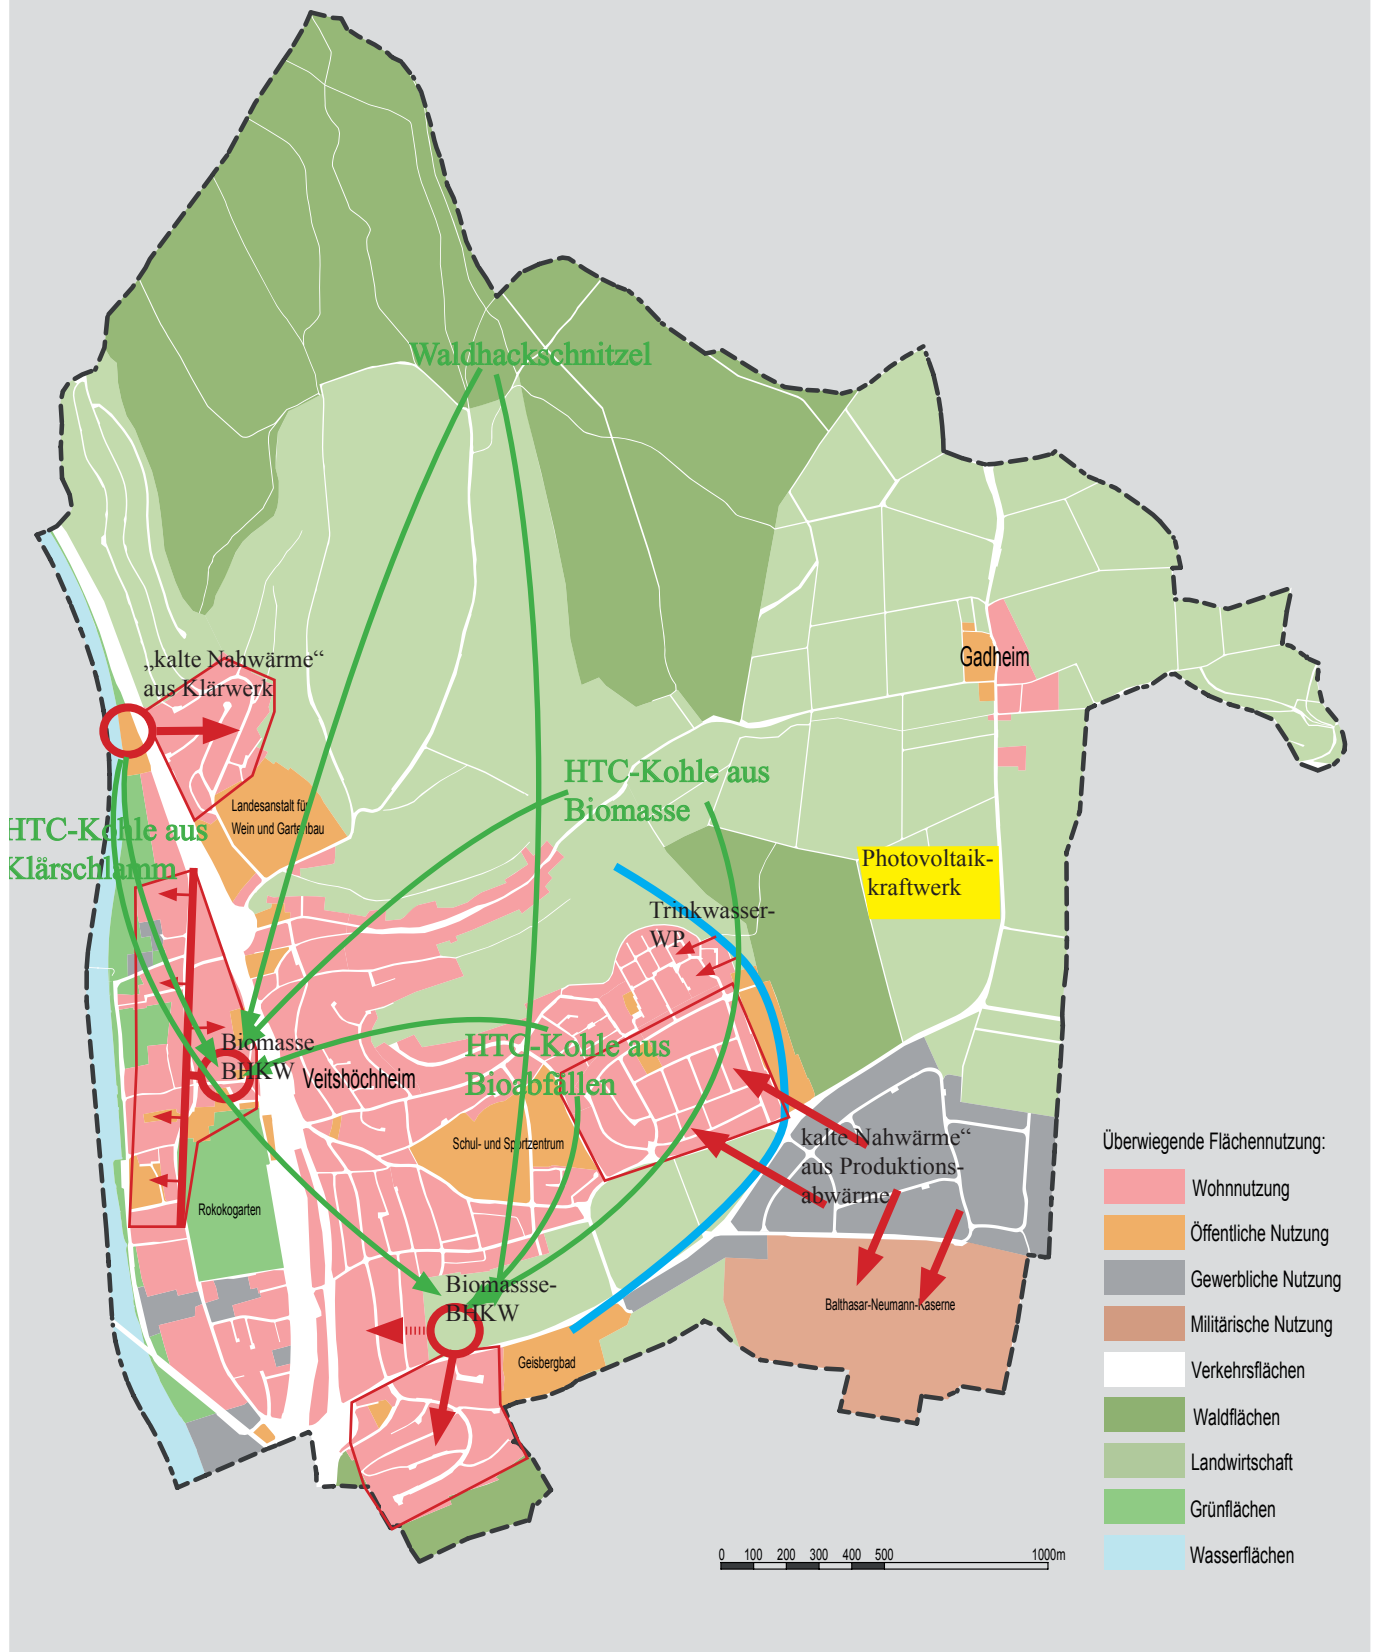 Waldhackschnitzel
„kalte Nahwärme“
aus Klärwerk
Gadheim
HTC-Kohle aus
Biomasse
Landesanstalt für
Wein und Gartenbau
HTC-Kohle aus
Klärschlamm
Photovoltaik-
kraftwerk
Trinkwasser-
WP
Biomasse
BHKW
HTC-Kohle aus
Bioabfällen
Veitshöchheim
Schul- und Sportzentrum
kalte Nahwärme“
aus Produktions-
abwärme
Rokokogarten
Biomassse-
BHKW
Balthasar-Neumann-Kaserne
Geisbergbad
Überwiegende Flächennutzung:
Wohnnutzung
Öffentliche Nutzung
Gewerbliche Nutzung
Militärische Nutzung
Verkehrsflächen
Waldflächen
Landwirtschaft
Grünflächen
Wasserflächen
0 100 200 300 400 500 1000m